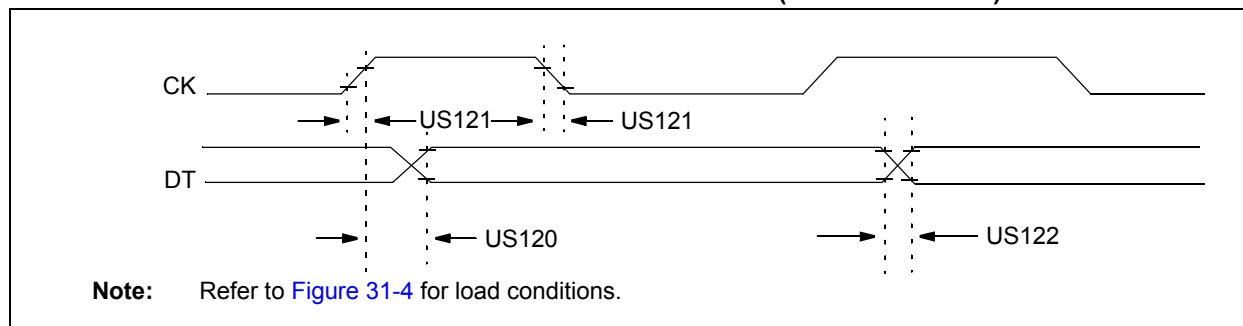 CK
US121 US121
DT
US120 US122
Note: Refer to Figure 31-4 for load conditions.